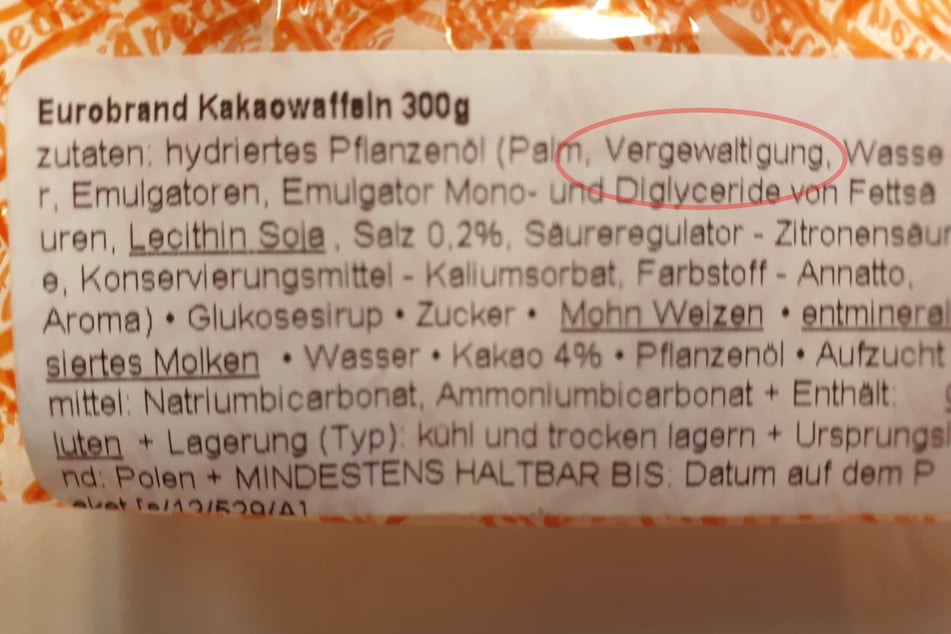 Eurobrand Kakaowaffeln 300g
zutaten: hydriertes Pflanzenöl (Palm, Vergewaltigung, Wasse
r, Emulgatoren, Emulgator Mono- und Diglyceride von Fettsä
uren, Lecithin Soja , Salz 0,2%, Säureregulator - Zitronensäur
e, Konservierungsmittel - Kaliumsorbat, Farbstoff - Annatto,
Aroma) • Glukosesirup • Zucker • Mohn Weizen • entmineral
siertes Molken • Wasser • Kakao 4% • Pflanzenöl • Aufzucht
mittel: Natriumbicarbonat, Ammoniumbicarbonat + Enthält:
luten + Lagerung (Typ): kühl und trocken lagern + Ursprungsl
nd: Polen + MINDESTENS HALTBAR BIS: Datum auf dem P
aket [e/12/529/A]